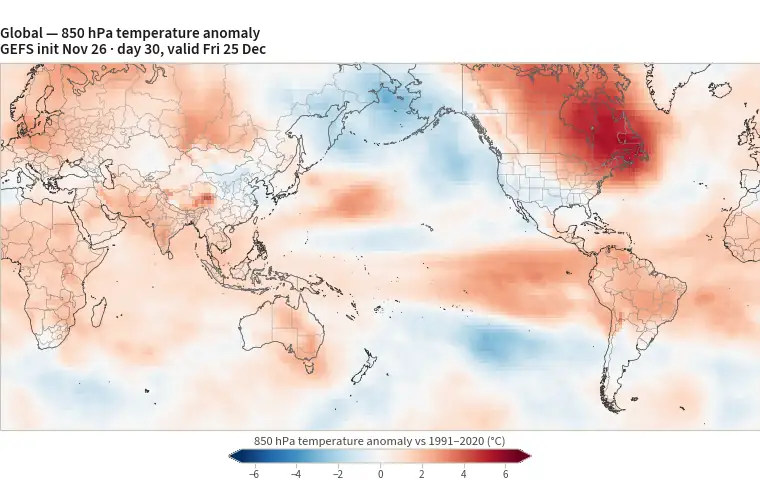 Global — 850 hPa temperature anomaly
GEFS init Nov 26 · day 30, valid Fri 25 Dec
850 hPa temperature anomaly vs 1991–2020 (°C)
−6 −4 −2 0 2 4 6